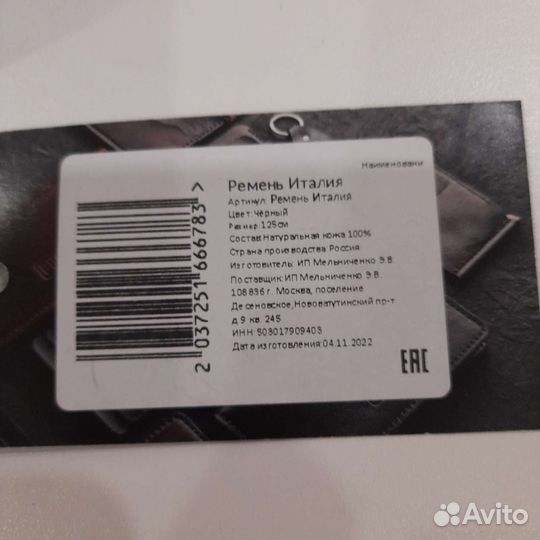 Наименовани
Ремень Италия
Артикул: Ремень Италия
Цвет:Черный
Размер:125см
Состав:Натуральная кожа 100%
Страна производства:Россия
Изготовитель: ИП Мельниченко Э.В.
Поставщик:ИП Мельниченко Э.В.
108836 г. Москва, поселение
Десеновское,Нововатутинский пр-т
д 9 кв. 245
ИНН:503017909403
Дата изготовления:04.11.2022
2 037251 666783 >
EAC
Avito